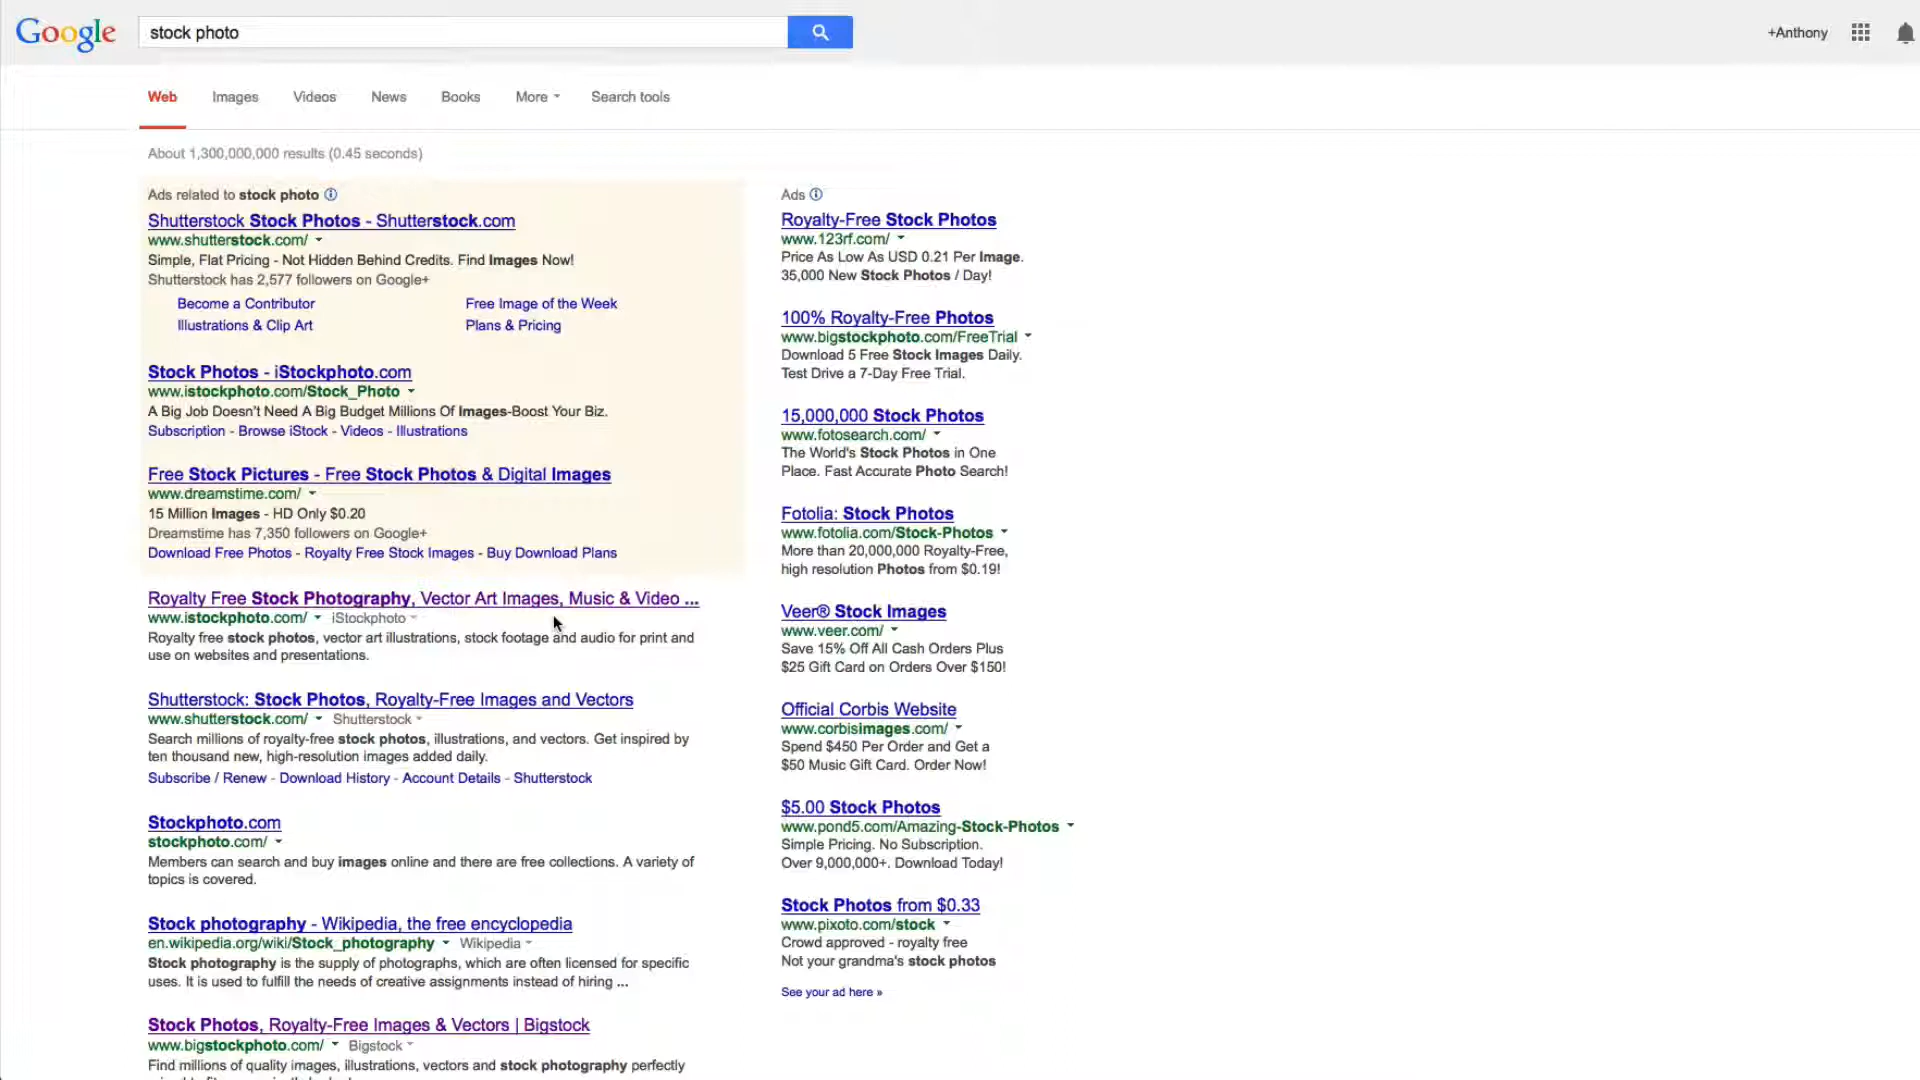 Google
stock photo
+Anthony
Web Images Videos News Books More Search tools
About 1,300,000,000 results (0.45 seconds)
Ads related to stock photo
Shutterstock Stock Photos - Shutterstock.com
www.shutterstock.com/
Simple, Flat Pricing - Not Hidden Behind Credits. Find Images Now!
Shutterstock has 2,577 followers on Google+
Become a Contributor Free Image of the Week
Illustrations & Clip Art Plans & Pricing
Stock Photos - iStockphoto.com
www.istockphoto.com/Stock_Photo
A Big Job Doesn't Need A Big Budget Millions Of Images-Boost Your Biz.
Subscription - Browse iStock - Videos - Illustrations
Free Stock Pictures - Free Stock Photos & Digital Images
www.dreamstime.com/
15 Million Images - HD Only $0.20
Dreamstime has 7,350 followers on Google+
Download Free Photos - Royalty Free Stock Images - Buy Download Plans
Royalty Free Stock Photography, Vector Art Images, Music & Video ...
www.istockphoto.com/ iStockphoto
Royalty free stock photos, vector art illustrations, stock footage and audio for print and
use on websites and presentations.
Shutterstock: Stock Photos, Royalty-Free Images and Vectors
www.shutterstock.com/ Shutterstock
Search millions of royalty-free stock photos, illustrations, and vectors. Get inspired by
ten thousand new, high-resolution images added daily.
Subscribe / Renew - Download History - Account Details - Shutterstock
Stockphoto.com
stockphoto.com/
Members can search and buy images online and there are free collections. A variety of
topics is covered.
Stock photography - Wikipedia, the free encyclopedia
en.wikipedia.org/wiki/Stock_photography Wikipedia
Stock photography is the supply of photographs, which are often licensed for specific
uses. It is used to fulfill the needs of creative assignments instead of hiring ...
Stock Photos, Royalty-Free Images & Vectors | Bigstock
www.bigstockphoto.com/ Bigstock
Find millions of quality images, illustrations, vectors and stock photography perfectly
Ads
Royalty-Free Stock Photos
www.123rf.com/
Price As Low As USD 0.21 Per Image.
35,000 New Stock Photos / Day!
100% Royalty-Free Photos
www.bigstockphoto.com/FreeTrial
Download 5 Free Stock Images Daily.
Test Drive a 7-Day Free Trial.
15,000,000 Stock Photos
www.fotosearch.com/
The World's Stock Photos in One
Place. Fast Accurate Photo Search!
Fotolia: Stock Photos
www.fotolia.com/Stock-Photos
More than 20,000,000 Royalty-Free,
high resolution Photos from $0.19!
Veer® Stock Images
www.veer.com/
Save 15% Off All Cash Orders Plus
$25 Gift Card on Orders Over $150!
Official Corbis Website
www.corbisimages.com/
Spend $450 Per Order and Get a
$50 Music Gift Card. Order Now!
$5.00 Stock Photos
www.pond5.com/Amazing-Stock-Photos
Simple Pricing. No Subscription.
Over 9,000,000+. Download Today!
Stock Photos from $0.33
www.pixoto.com/stock
Crowd approved - royalty free
Not your grandma's stock photos
See your ad here »